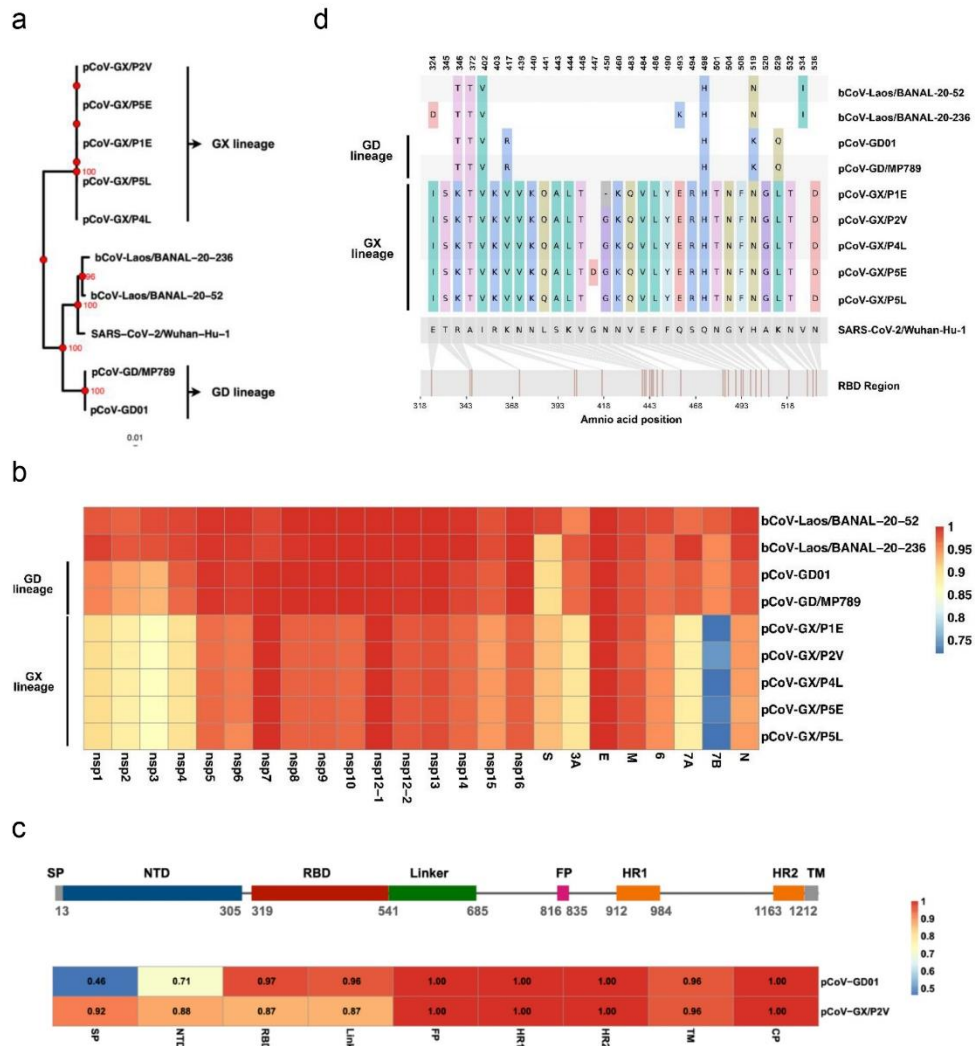 a
pCoV-GX/P2V
pCoV-GX/P5E
pCoV-GX/P1E
100
pCoV-GX/P5L
pCoV-GX/P4L
GX lineage
bCoV-Laos/BANAL-20-236
96
bCoV-Laos/BANAL-20-52
100
SARS-CoV-2/Wuhan-Hu-1
100
pCoV-GD/MP789
100
pCoV-GD01
GD lineage
0.01
d
324 345 346 372 402 417 440 441 443 444 445 447 450 460 483 484 486 490 493 498 501 504 508 519 520 529 532 534 536
T T V H N I bCoV-Laos/BANAL-20-52
D T T V K H N I bCoV-Laos/BANAL-20-236
GD lineage
T T V R H K Q pCoV-GD01
T T V R H K Q pCoV-GD/MP789
GX lineage
I S K T V K V V K Q A L T - K Q V L Y E R H T N F N G L T D pCoV-GX/P1E
I S K T V K V V K Q A L T G K Q V L Y E R H T N F N G L T D pCoV-GX/P2V
I S K T V K V V K Q A L T G K Q V L Y E R H T N F N G L T D pCoV-GX/P4L
I S K T V K V V K Q A L T D G K Q V L Y E R H T N F N G L T D pCoV-GX/P5E
I S K T V K V V K Q A L T G K Q V L Y E R H T N F N G L T D pCoV-GX/P5L
E T R A I R K N N L S K V G N N V E F F Q S Q N G Y H A K N V N SARS-CoV-2/Wuhan-Hu-1
RBD Region
318 343 368 393 418 443 468 493 518
Amnio acid position
b
bCoV-Laos/BANAL-20-52
bCoV-Laos/BANAL-20-236
GD lineage
pCoV-GD01
pCoV-GD/MP789
GX lineage
pCoV-GX/P1E
pCoV-GX/P2V
pCoV-GX/P4L
pCoV-GX/P5E
pCoV-GX/P5L
nsp1 nsp2 nsp3 nsp4 nsp5 nsp6 nsp7 nsp8 nsp9 nsp10 nsp12-1 nsp12-2 nsp13 nsp14 nsp15 nsp16 S 3A E M 6 7A 7B N
1
0.95
0.9
0.85
0.8
0.75
c
SP NTD RBD Linker FP HR1 HR2 TM
13 305 319 541 685 816 835 912 984 1163 1212
0.46 0.71 0.97 0.96 1.00 1.00 1.00 0.96 1.00 pCoV-GD01
0.92 0.88 0.87 0.87 1.00 1.00 1.00 0.96 1.00 pCoV-GX/P2V
SP NTD RBD Link FP HR1 HR2 TM CP
1
0.9
0.8
0.7
0.6
0.5